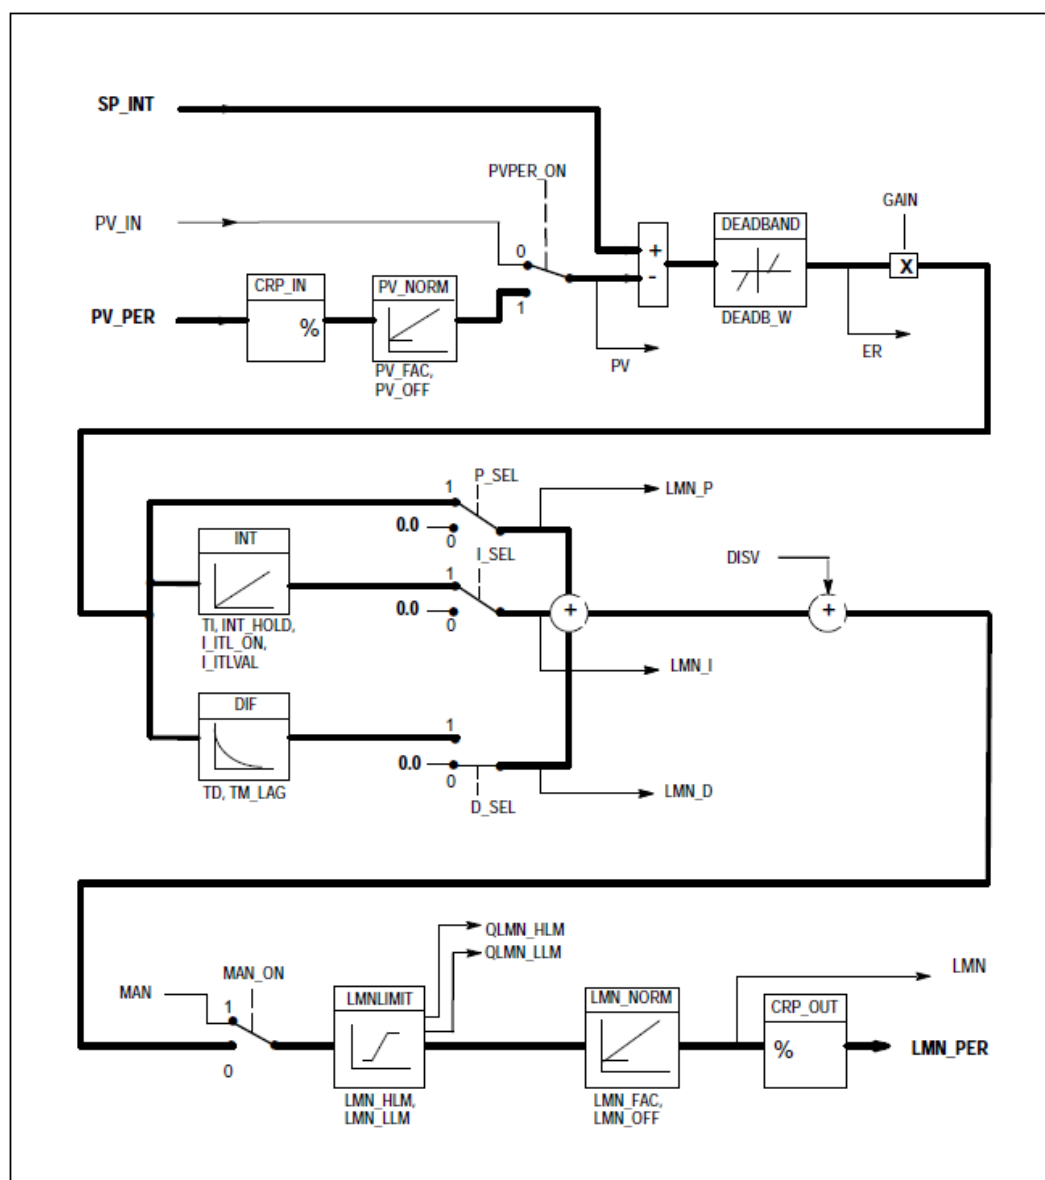 SP_INT
PVPER_ON
GAIN
PV_IN
DEADBAND
0
+
-
X
CRP_IN
PV_NORM
PV_PER
%
1
DEADB_W
ER
PV
PV_FAC,
PV_OFF
P_SEL
1
LMN_P
0.0
0
INT
I_SEL
DISV
1
0.0
+
+
0
TI, INT_HOLD,
I_ITL_ON,
I_ITLVAL
LMN_I
DIF
1
0.0
0
TD, TM_LAG
D_SEL
LMN_D
QLMN_HLM
QLMN_LLM
MAN_ON
LMN
MAN
1
LMNLIMIT
LMN_NORM
CRP_OUT
%
LMN_PER
0
LMN_HLM,
LMN_LLM
LMN_FAC,
LMN_OFF